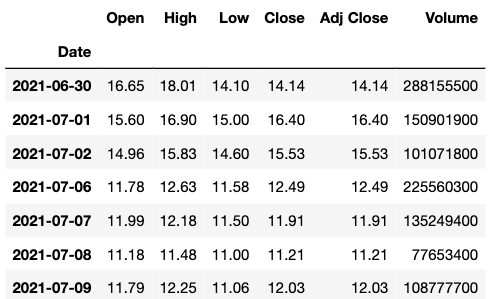 Open High Low Close Adj Close Volume
Date
2021-06-30 16.65 18.01 14.10 14.14 14.14 288155500
2021-07-01 15.60 16.90 15.00 16.40 16.40 150901900
2021-07-02 14.96 15.83 14.60 15.53 15.53 101071800
2021-07-06 11.78 12.63 11.58 12.49 12.49 225560300
2021-07-07 11.99 12.18 11.50 11.91 11.91 135249400
2021-07-08 11.18 11.48 11.00 11.21 11.21 77653400
2021-07-09 11.79 12.25 11.06 12.03 12.03 108777700